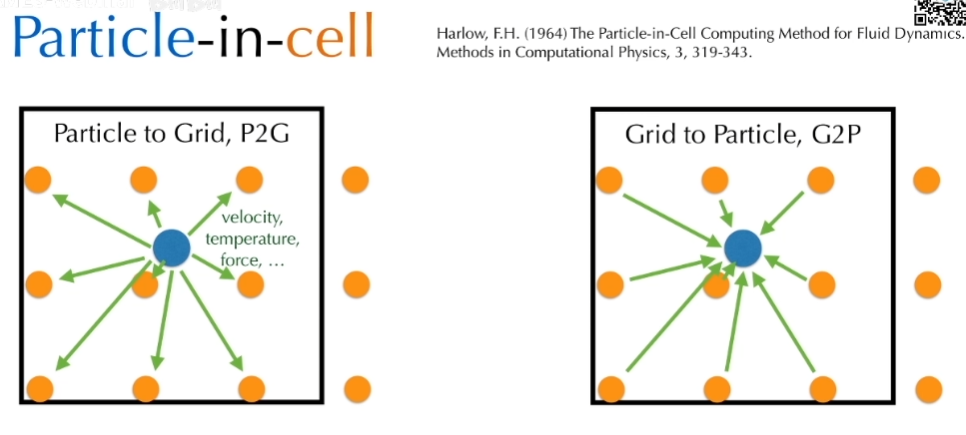 Particle-in-cell
Harlow, F.H. (1964) The Particle-in-Cell Computing Method for Fluid Dynamics.
Methods in Computational Physics, 3, 319-343.
Particle to Grid, P2G
velocity,
temperature,
force, ...
Grid to Particle, G2P